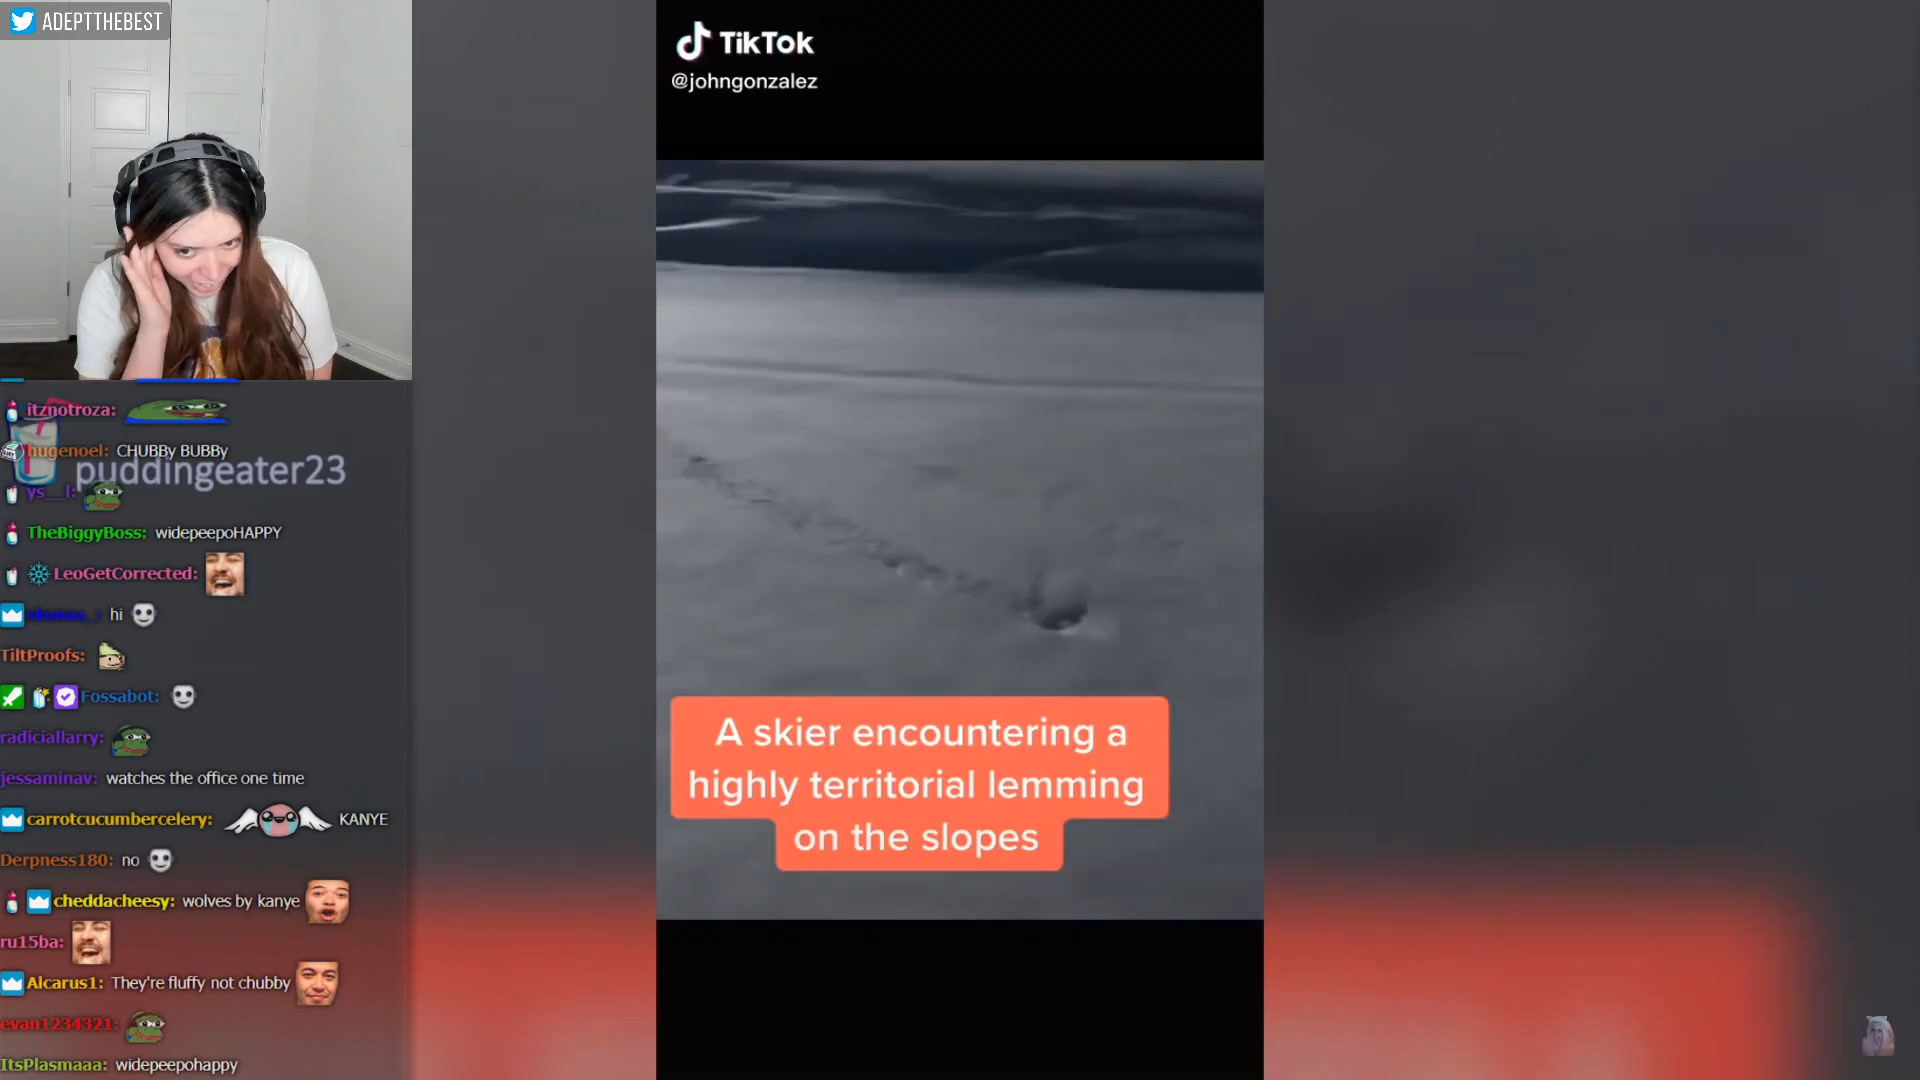 ADEPTTHEBEST
TikTok
@johngonzalez
itznotroza:
hugenoel: CHUBBy BUBBy
puddingeater23
ys__l:
TheBiggyBoss: widepeepoHAPPY
LeoGetCorrected:
hi
TiltProofs:
Fossabot:
radiciallarry:
jessaminav: watches the office one time
carrotcucumbercelery: KANYE
Derpness180: no
cheddacheesy: wolves by kanye
ru15ba:
Alcarus1: They're fluffy not chubby
evan1234321:
ItsPlasmaaa: widepeepohappy
A skier encountering a
highly territorial lemming
on the slopes